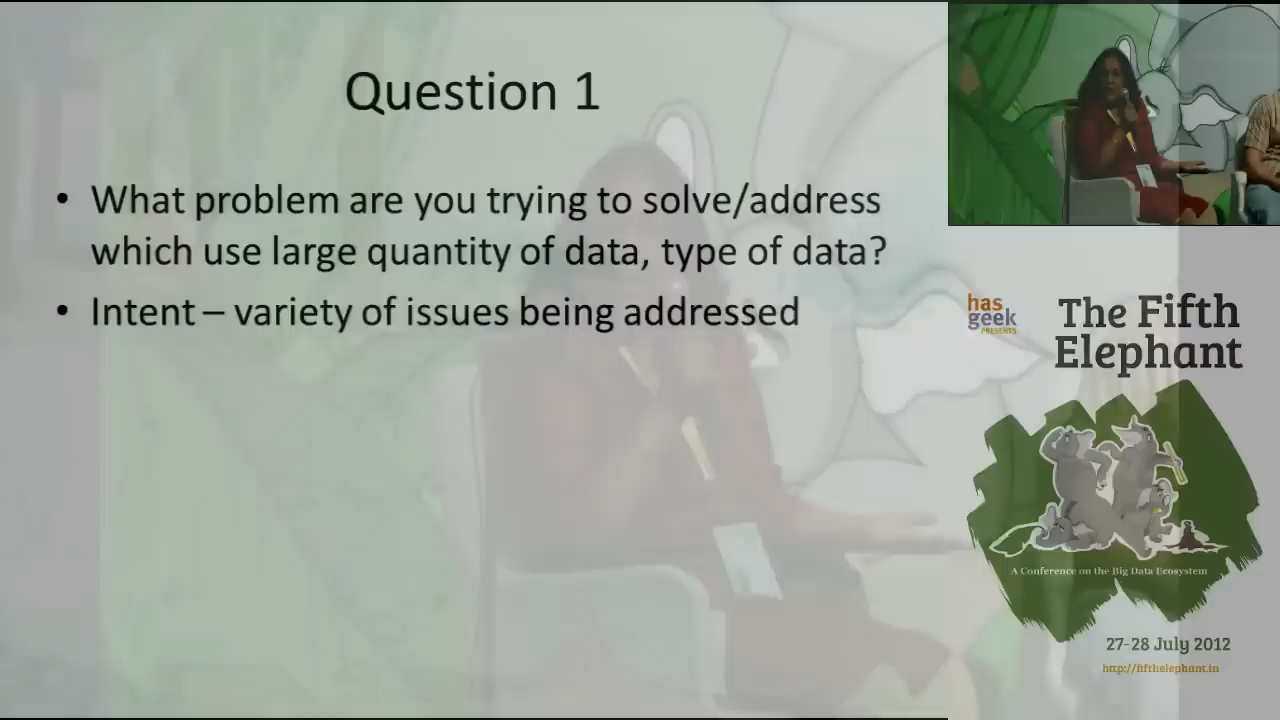 Question 1
• What problem are you trying to solve/address
which use large quantity of data, type of data?
• Intent – variety of issues being addressed
has
geek
PRESENTS
The Fifth
Elephant
A Conference on the Big Data Ecosystem
27-28 July 2012
http://fifthelephant.in